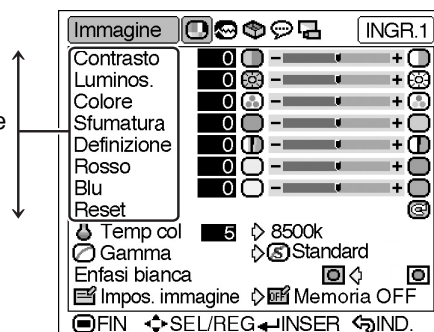 Immagine INGR.1
Contrasto 0 - +
Luminos. 0 - +
Colore 0 - +
e Sfumatura 0 - +
Definizione 0 - +
Rosso 0 - +
Blu 0 - +
Reset
Temp col 5 8500k
Gamma S Standard
Enfasi bianca
Impos. immagine OFF Memoria OFF
FIN SEL/REG INSER IND.